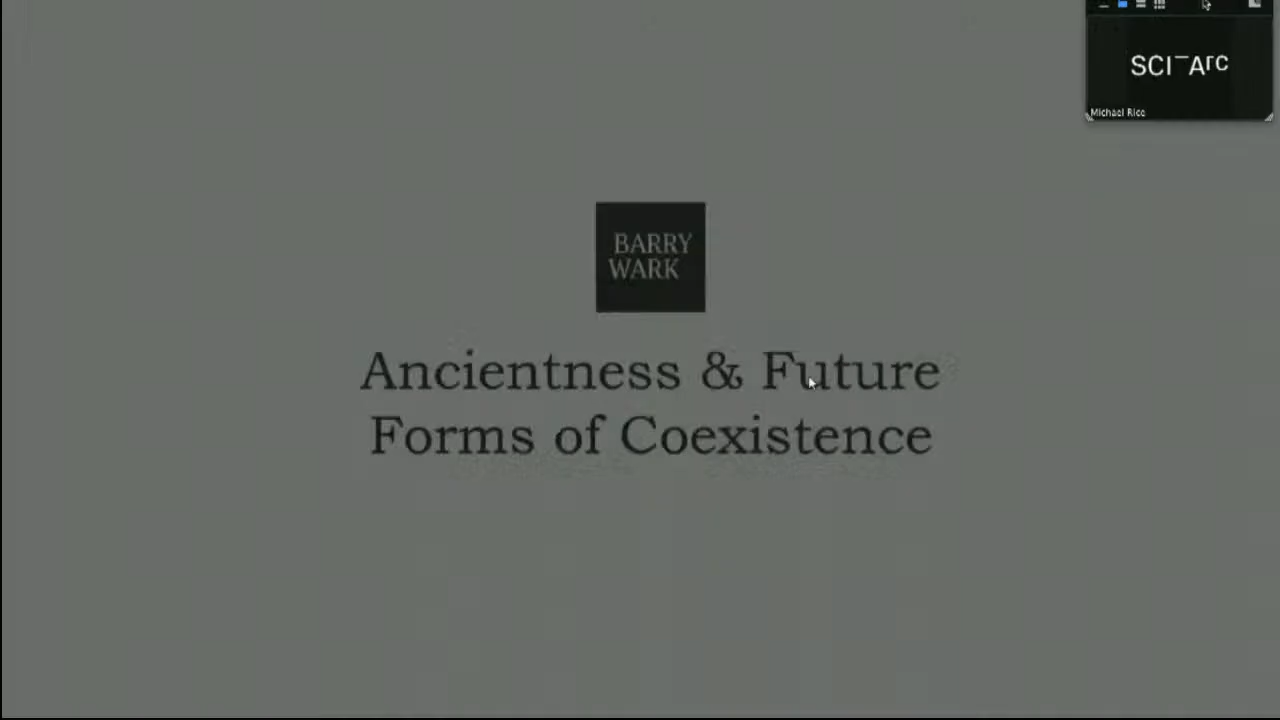 SCI-Arc
Michael Rice
BARRY
WARK
Ancientness & Future
Forms of Coexistence